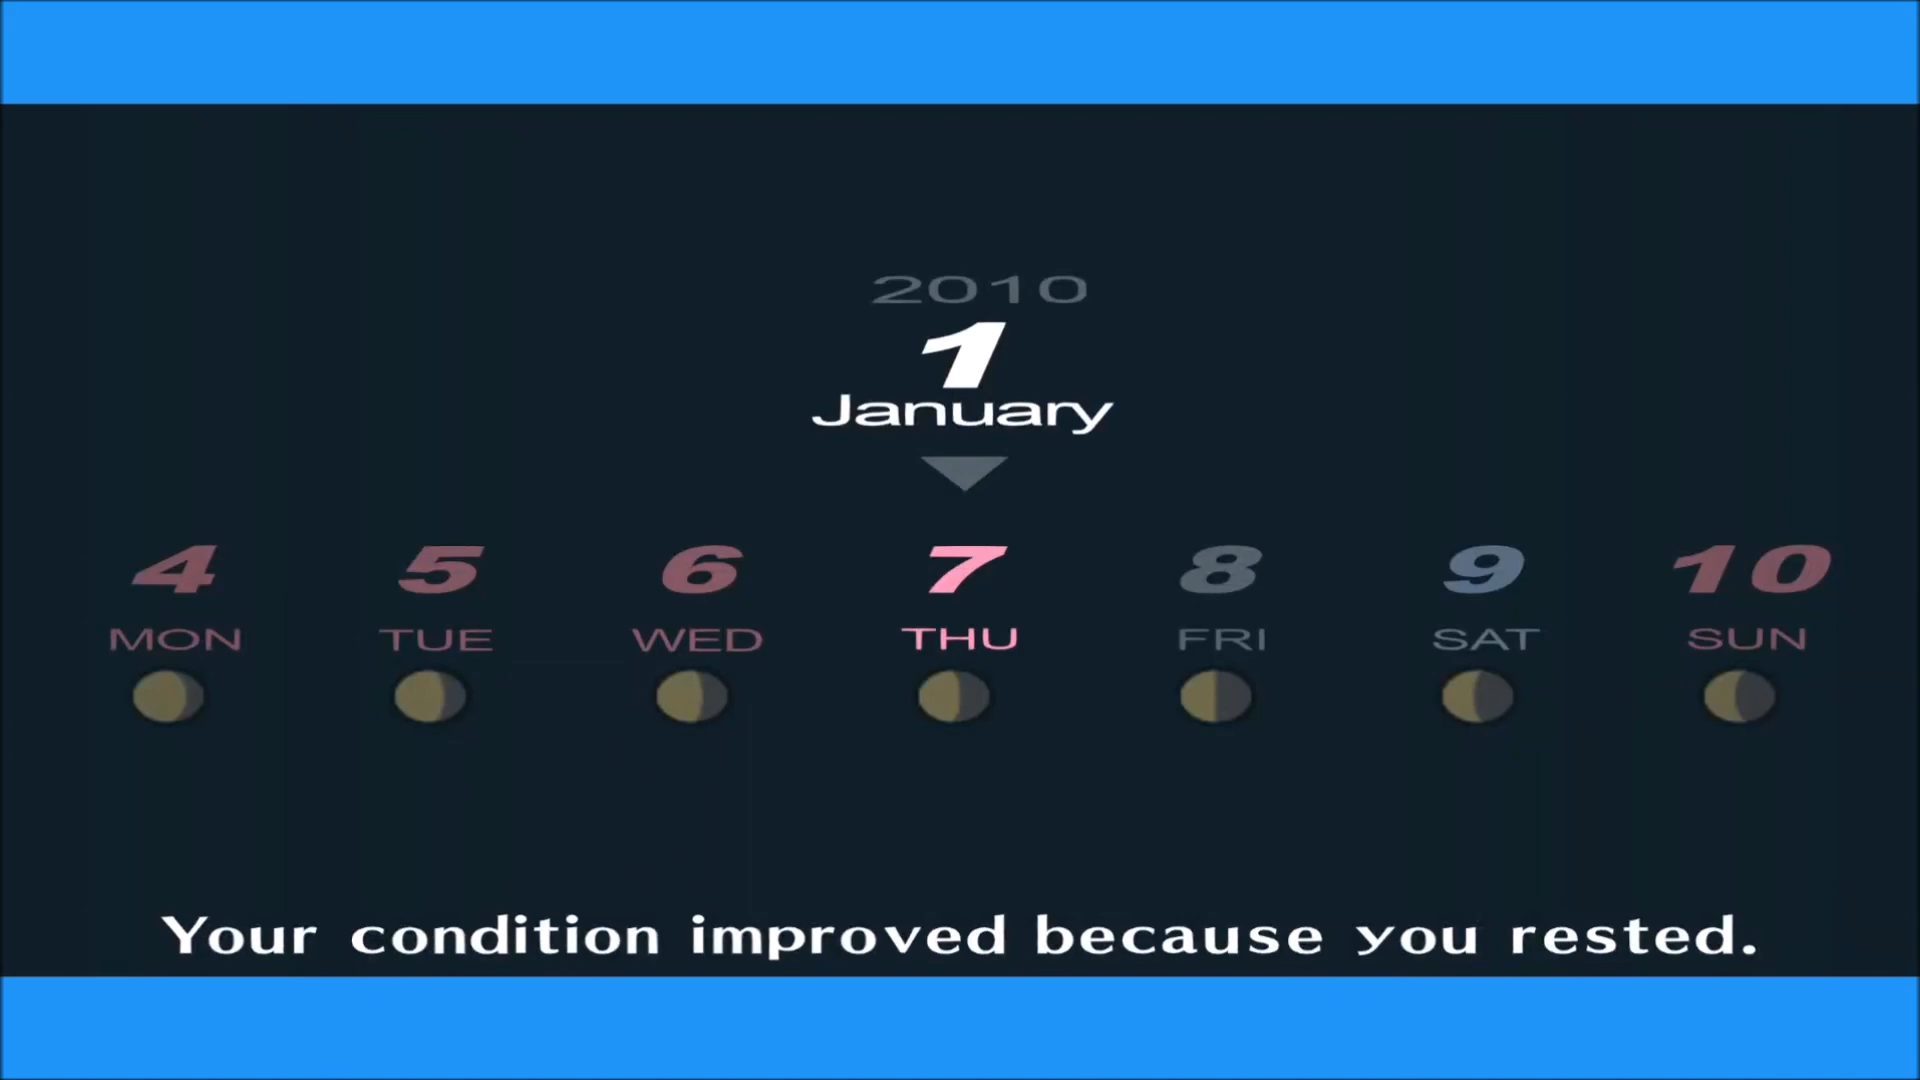 2010
1
January
4 5 6 7 8 9 10
MON TUE WED THU FRI SAT SUN
Your condition improved because you rested.